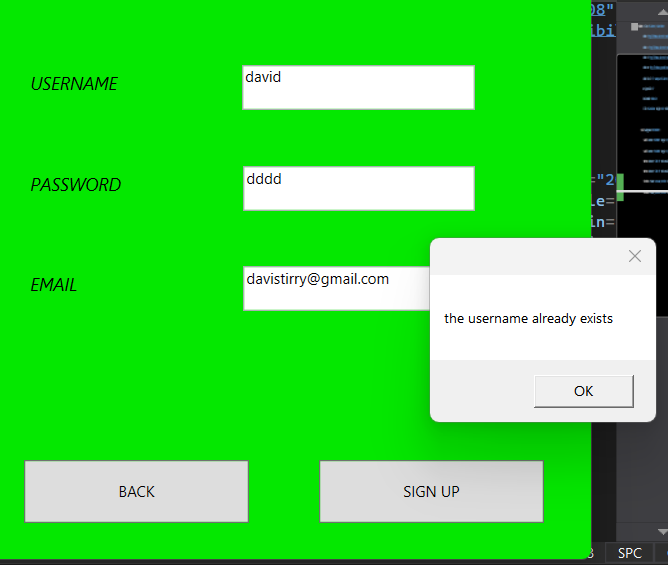 08"
ibi
USERNAME
david
PASSWORD
dddd
="2
le=
in=
EMAIL
davistirry@gmail.com
the username already exists
OK
BACK
SIGN UP
SPC